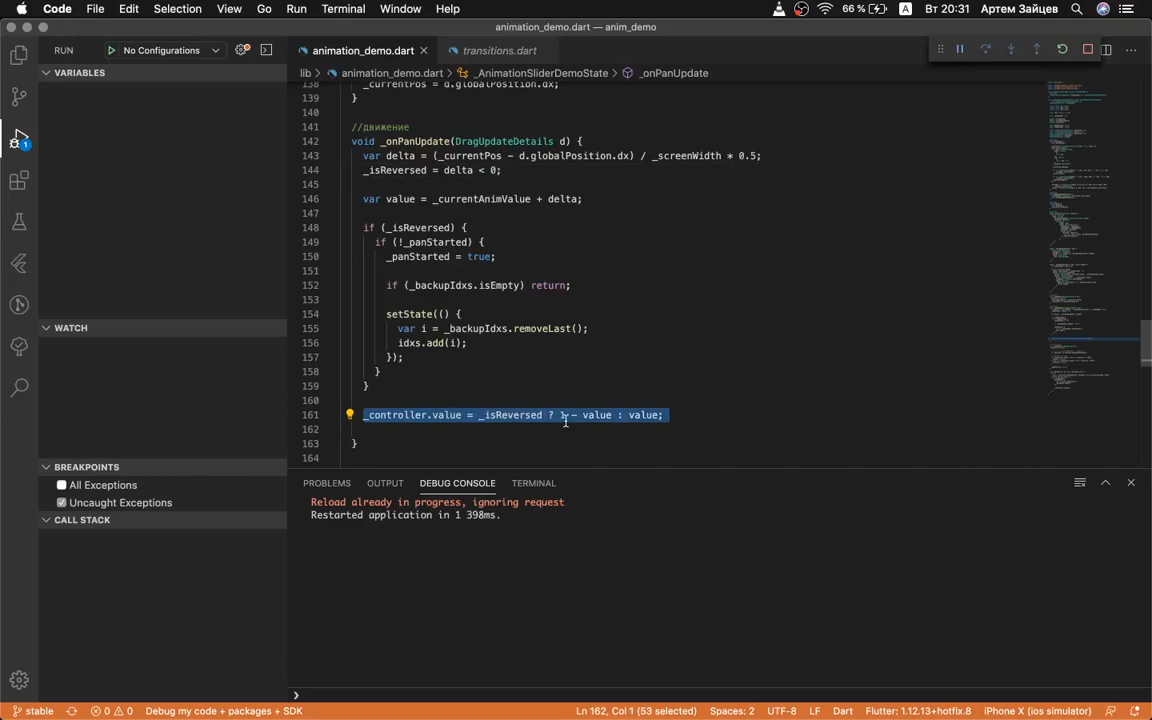 Code File Edit Selection View Go Run Terminal Window Help 66 % A Вт 20:31 Артем Зайцев
animation_demo.dart — anim_demo
RUN No Configurations animation_demo.dart transitions.dart
VARIABLES
lib › animation_demo.dart › _AnimationSliderDemoState › _onPanUpdate
138 _currentPos = d.globalPosition.dx;
139 }
140
141 //движение
142 void _onPanUpdate(DragUpdateDetails d) {
143 var delta = (_currentPos - d.globalPosition.dx) / _screenWidth * 0.5;
144 _isReversed = delta < 0;
145
146 var value = _currentAnimValue + delta;
147
148 if (_isReversed) {
149 if (!_panStarted) {
150 _panStarted = true;
151
152 if (_backupIdxs.isEmpty) return;
153
154 setState(() {
155 var i = _backupIdxs.removeLast();
156 idxs.add(i);
157 });
158 }
159 }
160
161 _controller.value = _isReversed ? 1 - value : value;
162
163 }
164
1
WATCH
BREAKPOINTS
All Exceptions
Uncaught Exceptions
CALL STACK
PROBLEMS OUTPUT DEBUG CONSOLE TERMINAL
Reload already in progress, ignoring request
Restarted application in 1 398ms.
stable 0 0 Debug my code + packages + SDK Ln 162, Col 1 (53 selected) Spaces: 2 UTF-8 LF Dart Flutter: 1.12.13+hotfix.8 iPhone X (ios simulator)